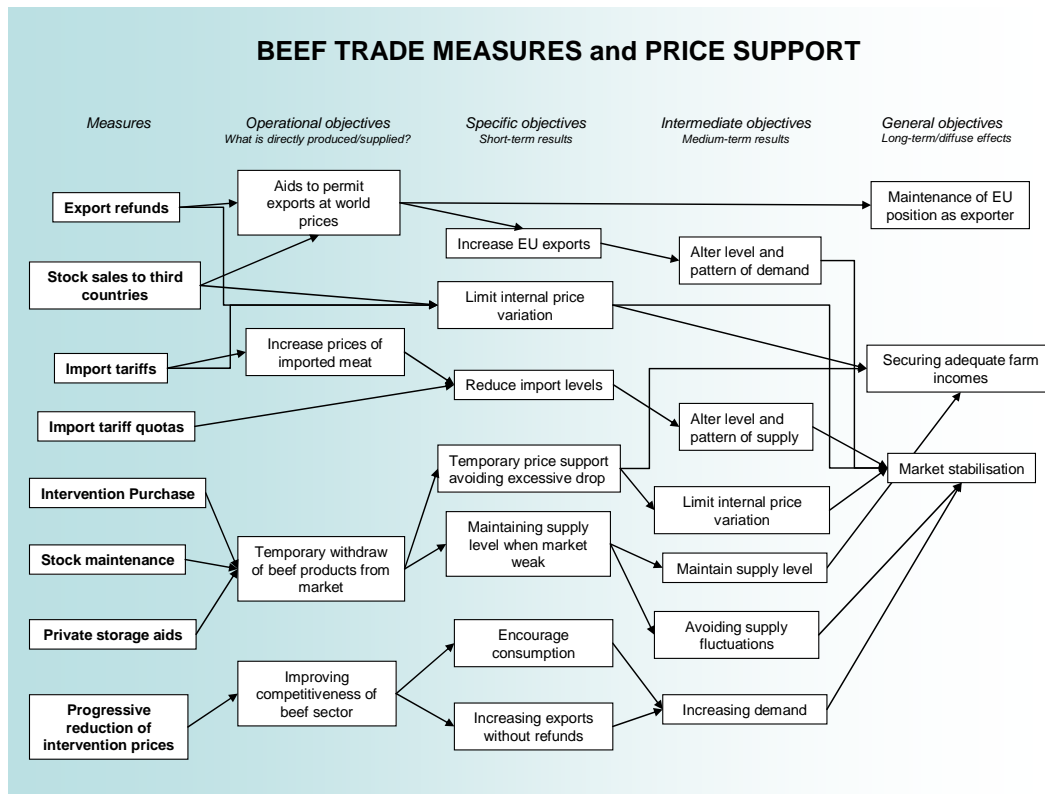 BEEF TRADE MEASURES and PRICE SUPPORT
Measures
Operational objectives
What is directly produced/supplied?
Specific objectives
Short-term results
Intermediate objectives
Medium-term results
General objectives
Long-term/diffuse effects
Export refunds
Stock sales to third
countries
Import tariffs
Import tariff quotas
Intervention Purchase
Stock maintenance
Private storage aids
Progressive
reduction of
intervention prices
Aids to permit
exports at world
prices
Increase prices of
imported meat
Temporary withdraw
of beef products from
market
Improving
competitiveness of
beef sector
Increase EU exports
Limit internal price
variation
Reduce import levels
Temporary price support
avoiding excessive drop
Maintaining supply
level when market
weak
Encourage
consumption
Increasing exports
without refunds
Alter level and
pattern of demand
Alter level and
pattern of supply
Limit internal price
variation
Maintain supply level
Avoiding supply
fluctuations
Increasing demand
Maintenance of EU
position as exporter
Securing adequate farm
incomes
Market stabilisation